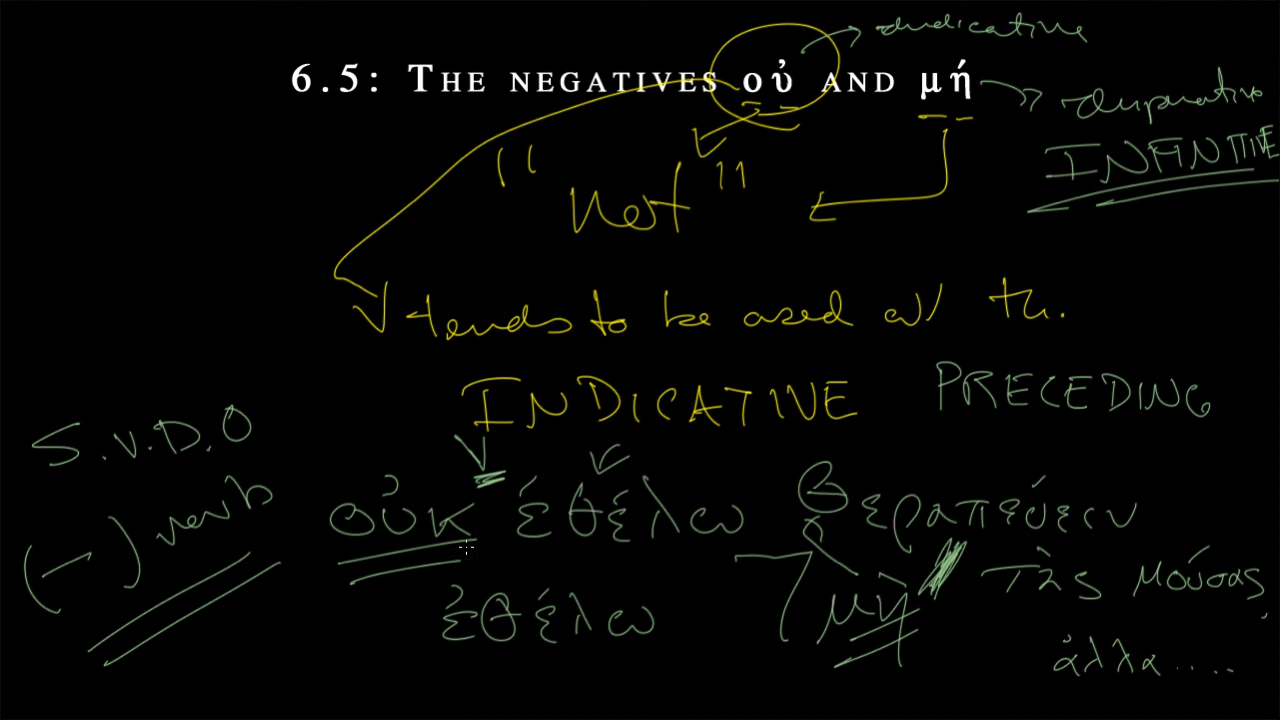 indicative
6.5: THE NEGATIVES οὐ AND μή
imperative
INFINITIVE
"not"
tends to be used w/ the.
INDICATIVE PRECEDING
S.V.D.O
(-) verb οὐκ ἐθέλω θεραπεύειν
ἐθέλω μὴ τὰς μούσας,
ἀλλα.....